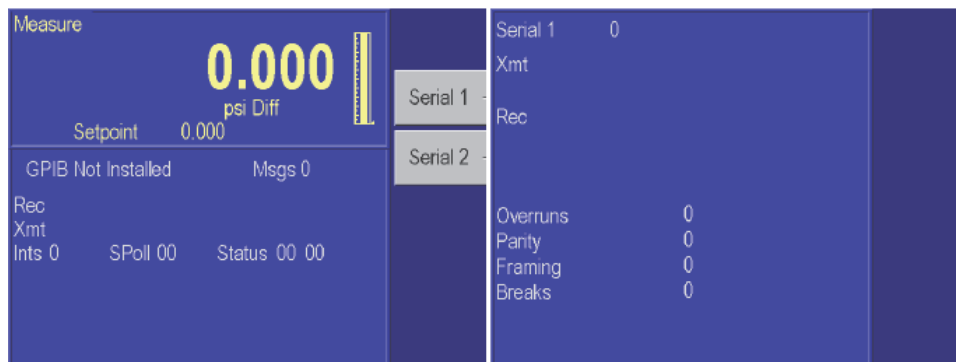 Measure
0.000
psi Diff
Setpoint 0.000
GPIB Not Installed Msgs 0
Rec
Xmt
Ints 0 SPoll 00 Status 00 00
Serial 1
Serial 2
Serial 1 0
Xmt
Rec
Overruns 0
Parity 0
Framing 0
Breaks 0